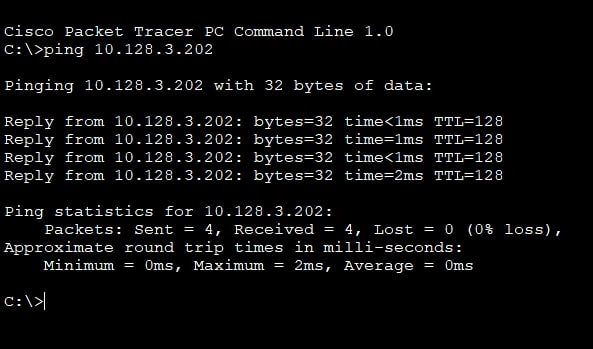 Cisco Packet Tracer PC Command Line 1.0
C:\>ping 10.128.3.202
Pinging 10.128.3.202 with 32 bytes of data:
Reply from 10.128.3.202: bytes=32 time<1ms TTL=128
Reply from 10.128.3.202: bytes=32 time=1ms TTL=128
Reply from 10.128.3.202: bytes=32 time<1ms TTL=128
Reply from 10.128.3.202: bytes=32 time=2ms TTL=128
Ping statistics for 10.128.3.202:
    Packets: Sent = 4, Received = 4, Lost = 0 (0% loss),
Approximate round trip times in milli-seconds:
    Minimum = 0ms, Maximum = 2ms, Average = 0ms
C:\>